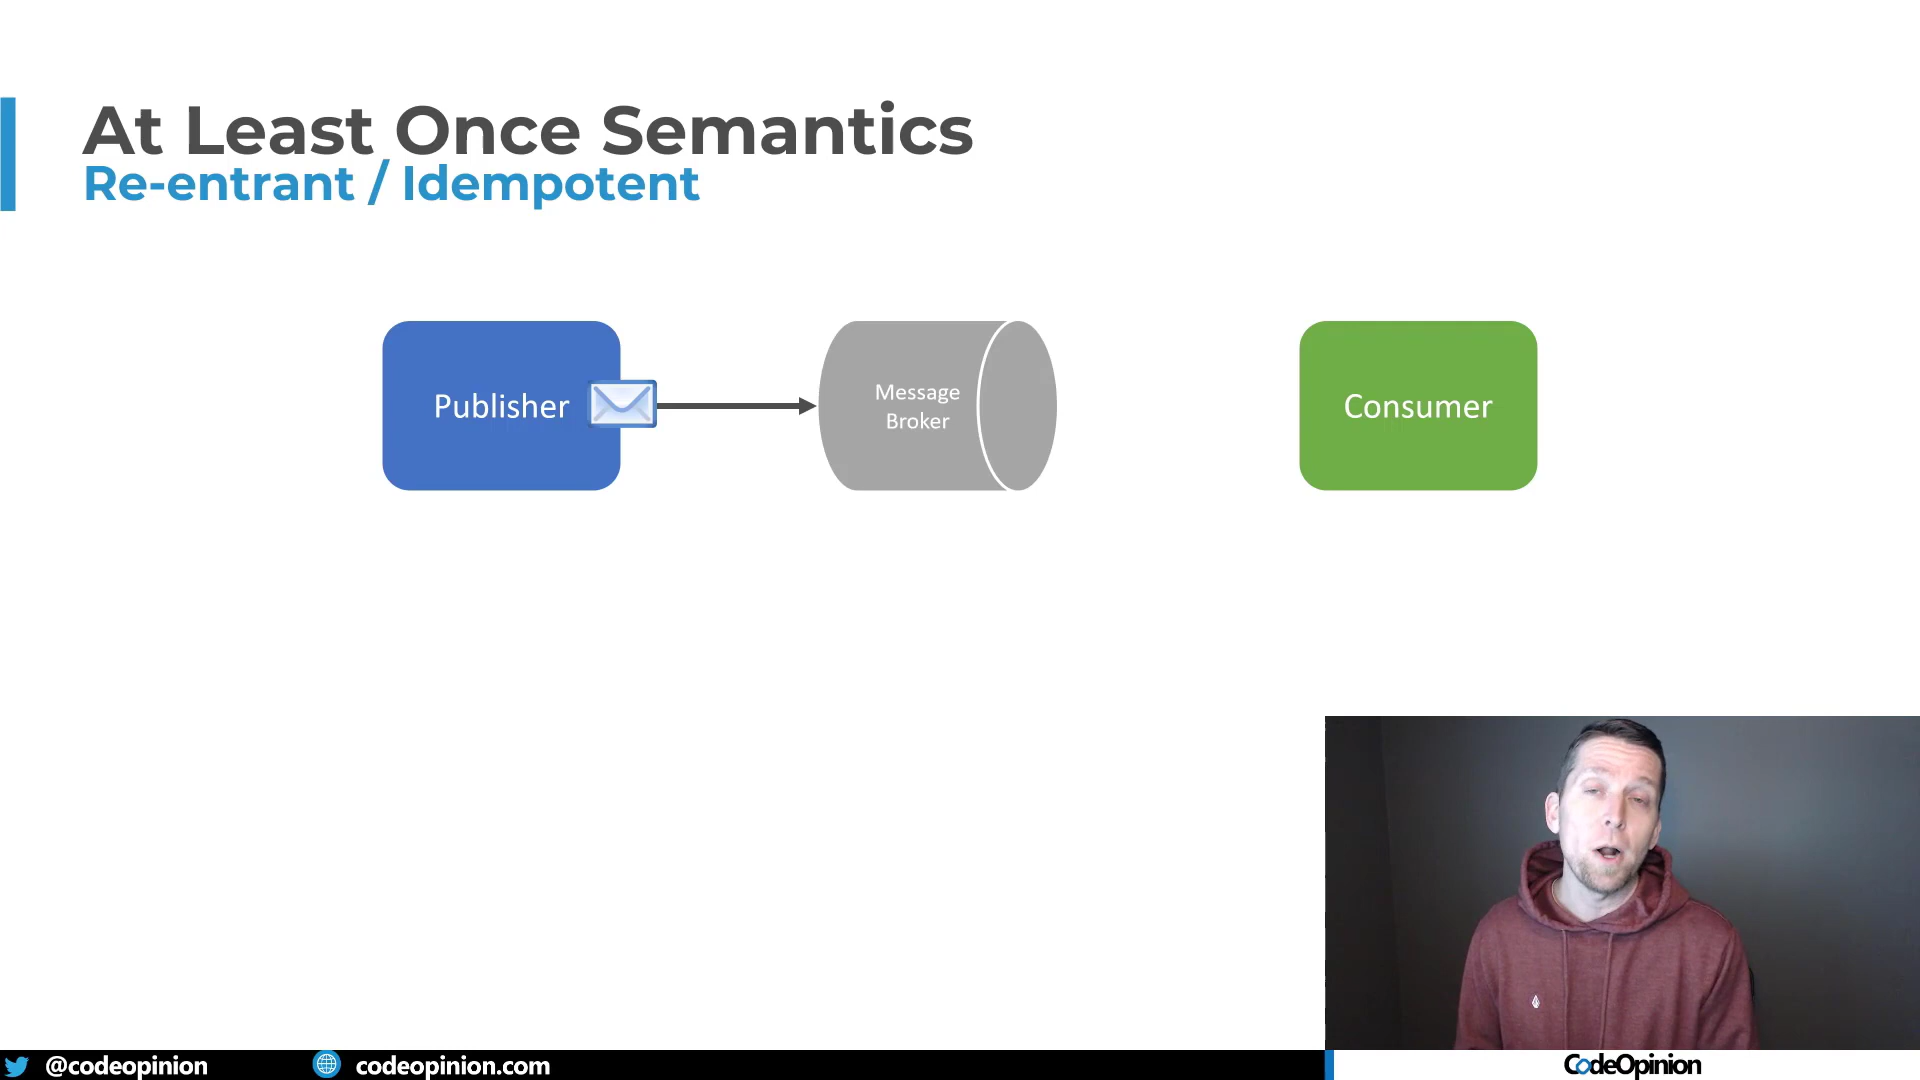 At Least Once Semantics
Re-entrant / Idempotent
Publisher
Message
Broker
Consumer
@codeopinion
codeopinion.com
CodeOpinion